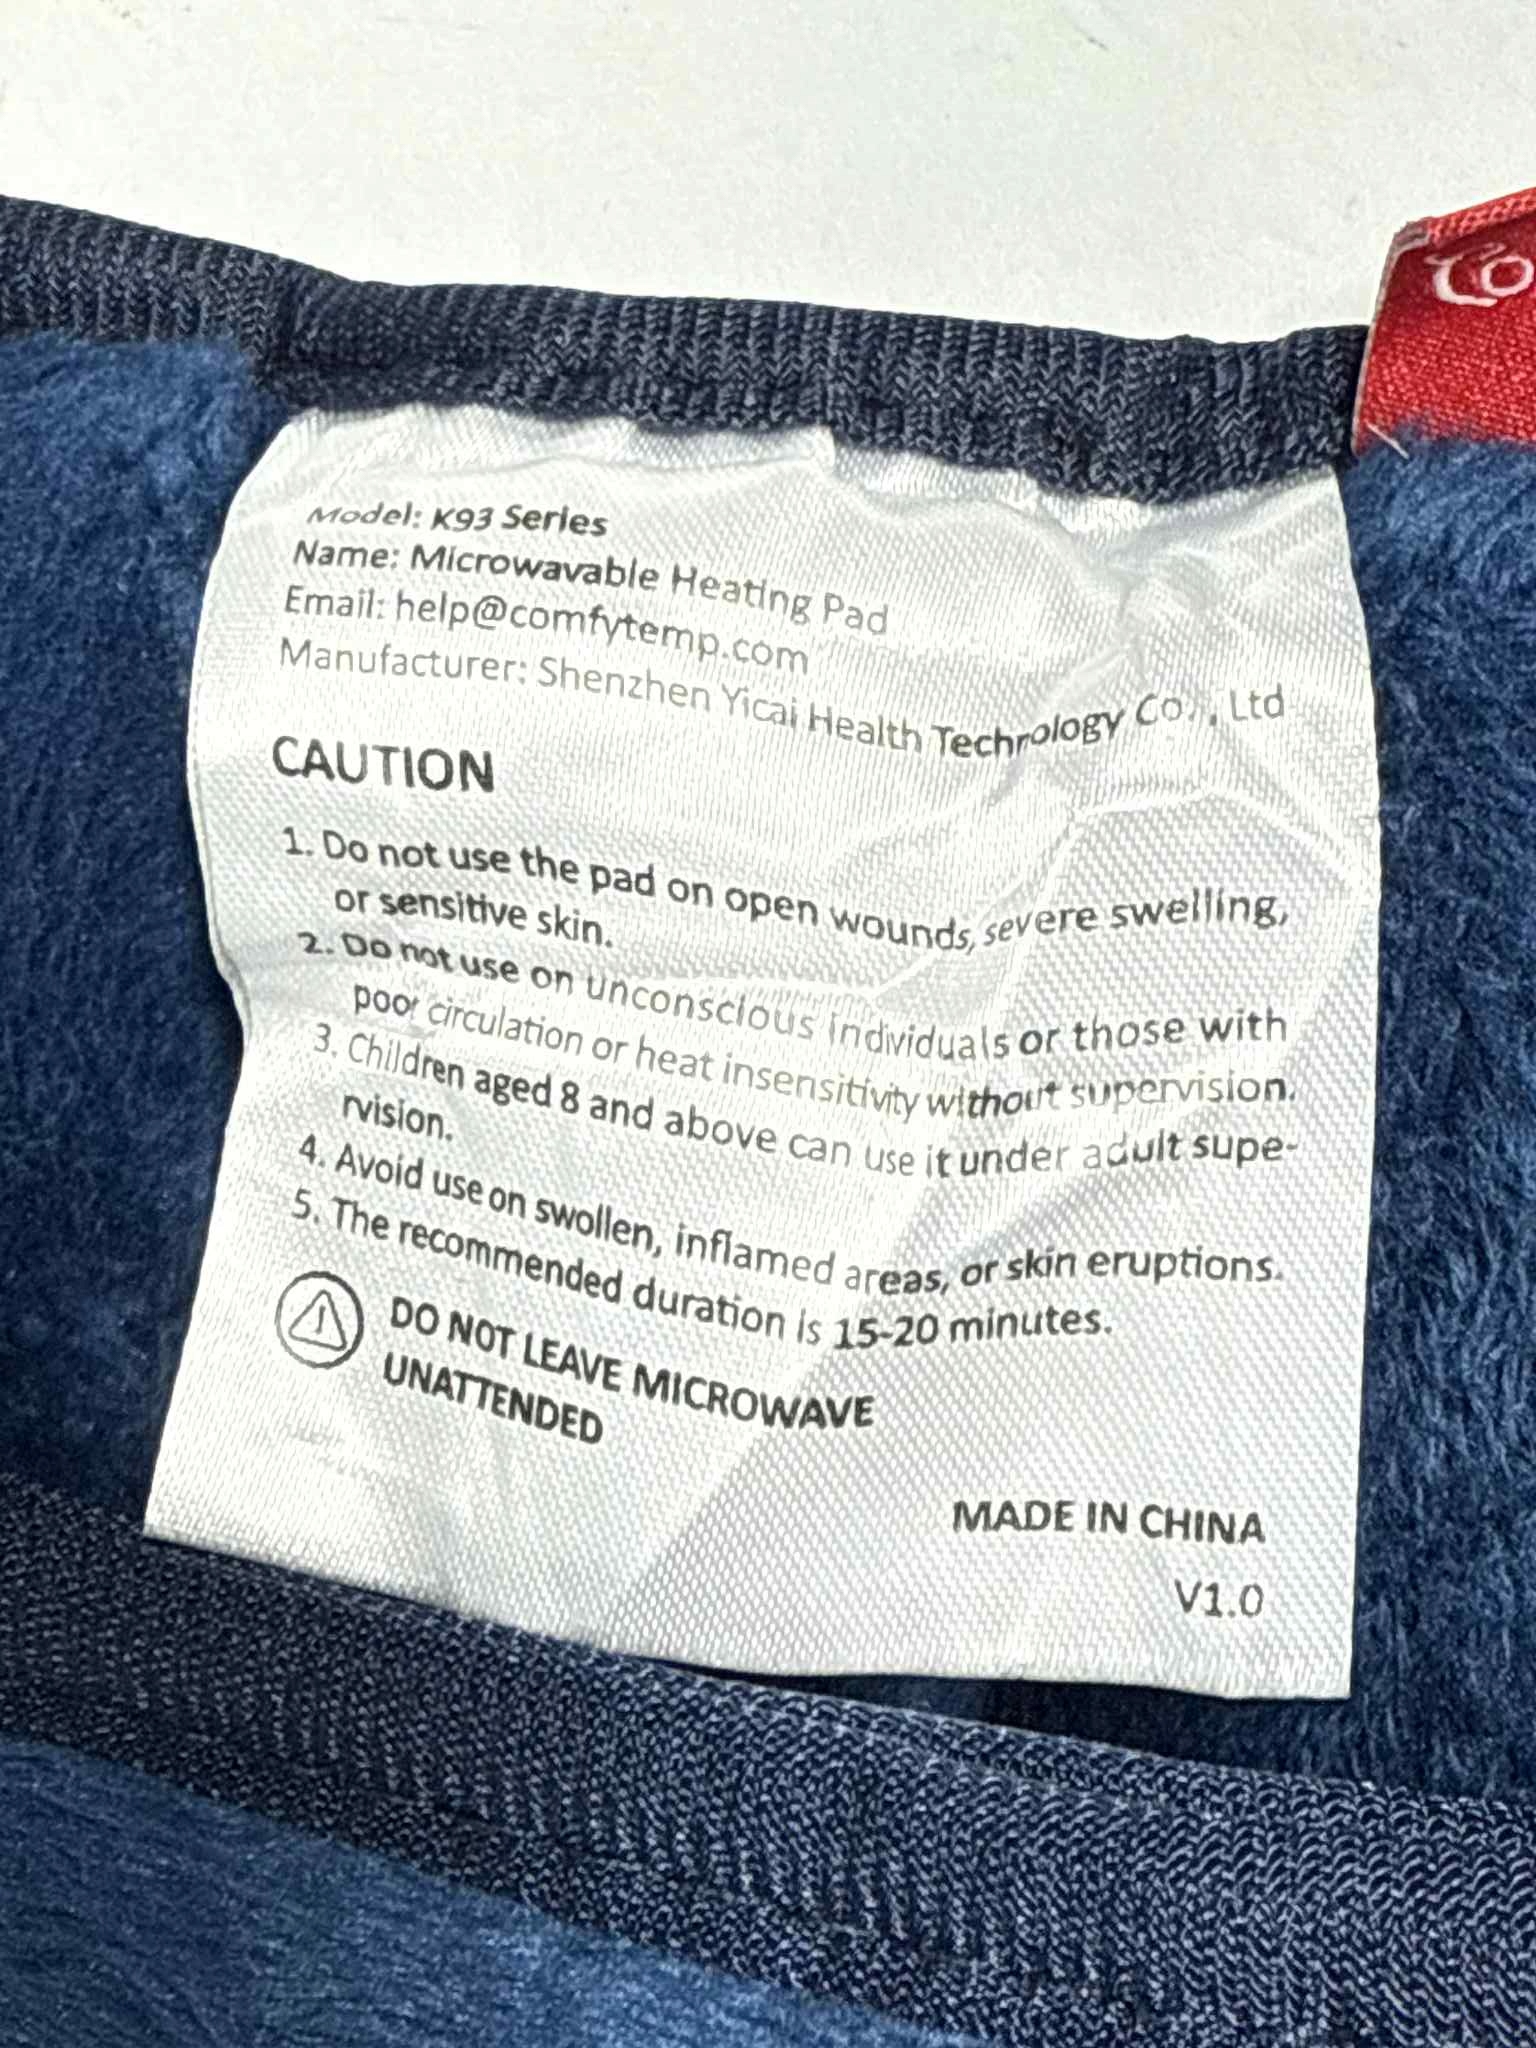 Co
Model: K93 Series
Name: Microwavable Heating Pad
Email: help@comfytemp.com
Manufacturer: Shenzhen Yicai Health Technology Co. , Ltd
CAUTION
1. Do not use the pad on open wounds, severe swelling,
or sensitive skin.
2. Do not use on unconscious individuals or those with
poor circulation or heat insensitivity without supervision.
3. Children aged 8 and above can use it under adult supe-
rvision.
4. Avoid use on swollen, inflamed areas, or skin eruptions.
5. The recommended duration is 15-20 minutes.
DO NOT LEAVE MICROWAVE
UNATTENDED
MADE IN CHINA
V1.0